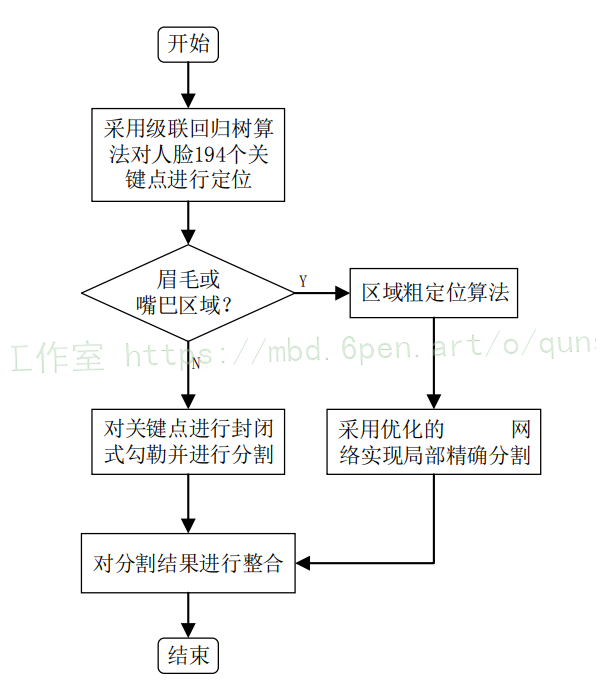 开始
采用级联回归树算
法对人脸194个关
键点进行定位
眉毛或
嘴巴区域？
Y
区域粗定位算法
工作室 https://mbd.6pen.art/o/quns
N
对关键点进行封闭
式勾勒并进行分割
采用优化的 网
络实现局部精确分割
对分割结果进行整合
结束